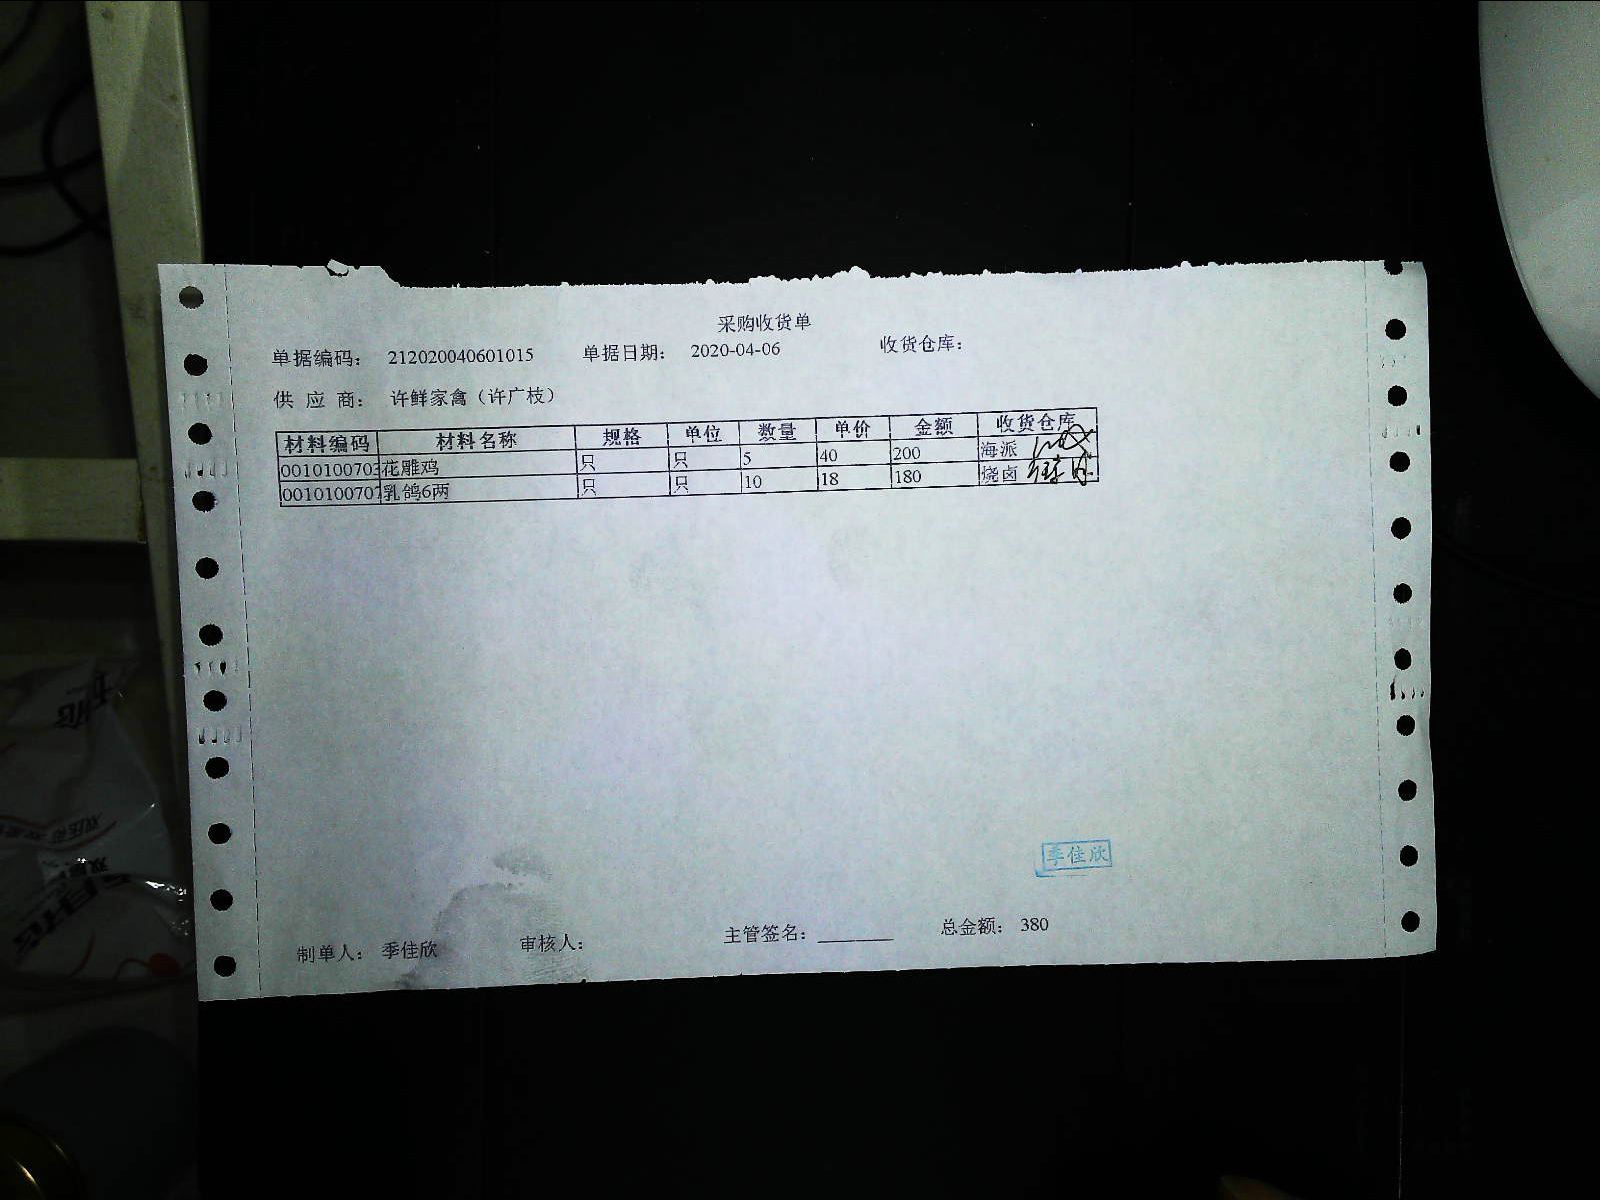 采购收货单
单据编码： 212020040601015 单据日期： 2020-04-06 收货仓库：
供 应 商： 许鲜家禽（许广枝）
材料编码 材料名称 规格 单位 数量 单价 金额 收货仓库
0010100703 花雕鸡 只 只 5 40 200 海派
0010100707 乳鸽6两 只 只 10 18 180 烧卤
季佳欣
制单人： 季佳欣 审核人： 主管签名：________ 总金额： 380